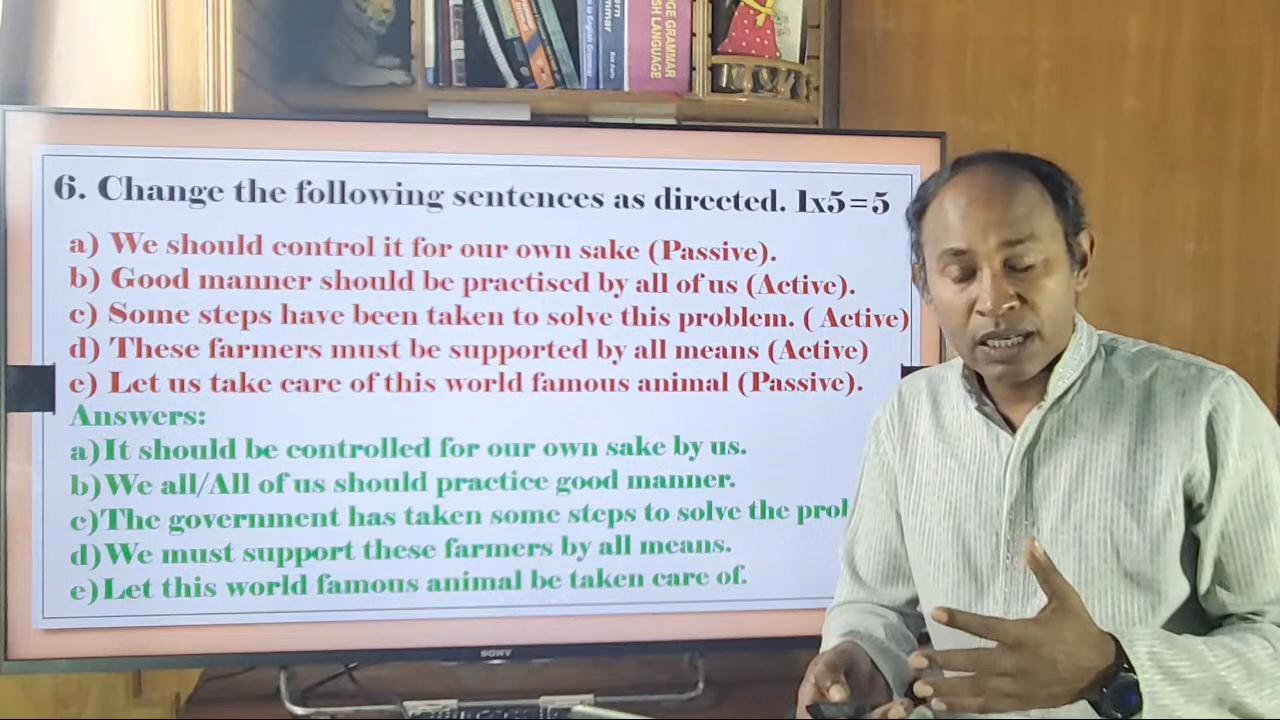 GE GRAMMAR
SH LANGUAGE
6. Change the following sentences as directed. 1x5=5
a) We should control it for our own sake (Passive).
b) Good manner should be practised by all of us (Active).
c) Some steps have been taken to solve this problem. ( Active)
d) These farmers must be supported by all means (Active)
e) Let us take care of this world famous animal (Passive).
Answers:
a)It should be controlled for our own sake by us.
b)We all/All of us should practice good manner.
c)The government has taken some steps to solve the prol
d)We must support these farmers by all means.
e)Let this world famous animal be taken care of.
SONY